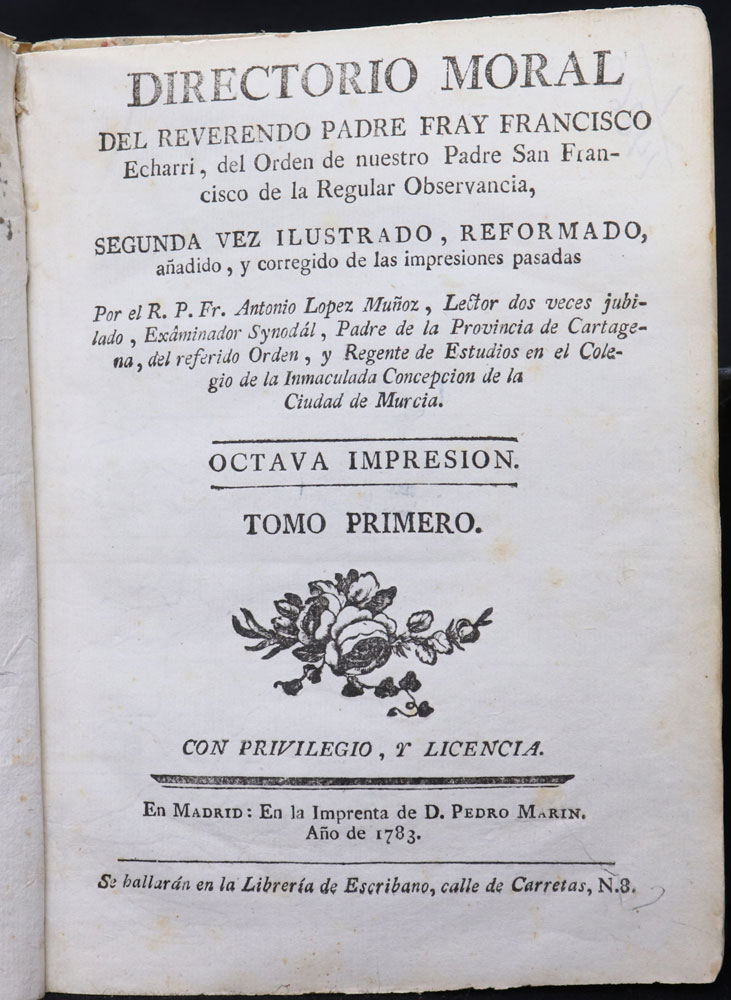 DIRECTORIO MORAL
DEL REVERENDO PADRE FRAY FRANCISCO
Echarri, del Orden de nuestro Padre San Fran-
cisco de la Regular Observancia,
SEGUNDA VEZ ILUSTRADO, REFORMADO,
añadido, y corregido de las impresiones pasadas
Por el R. P. Fr. Antonio Lopez Muñoz, Lector dos veces jubi-
lado, Exâminador Synodál, Padre de la Provincia de Cartage-
na, del referido Orden, y Regente de Estudios en el Cole-
gio de la Inmaculada Concepcion de la
Ciudad de Murcia.
OCTAVA IMPRESION.
TOMO PRIMERO.
CON PRIVILEGIO, Y LICENCIA.
En MADRID: En la Imprenta de D. PEDRO MARIN.
Año de 1783.
Se hallarán en la Librería de Escribano, calle de Carretas, N.8.